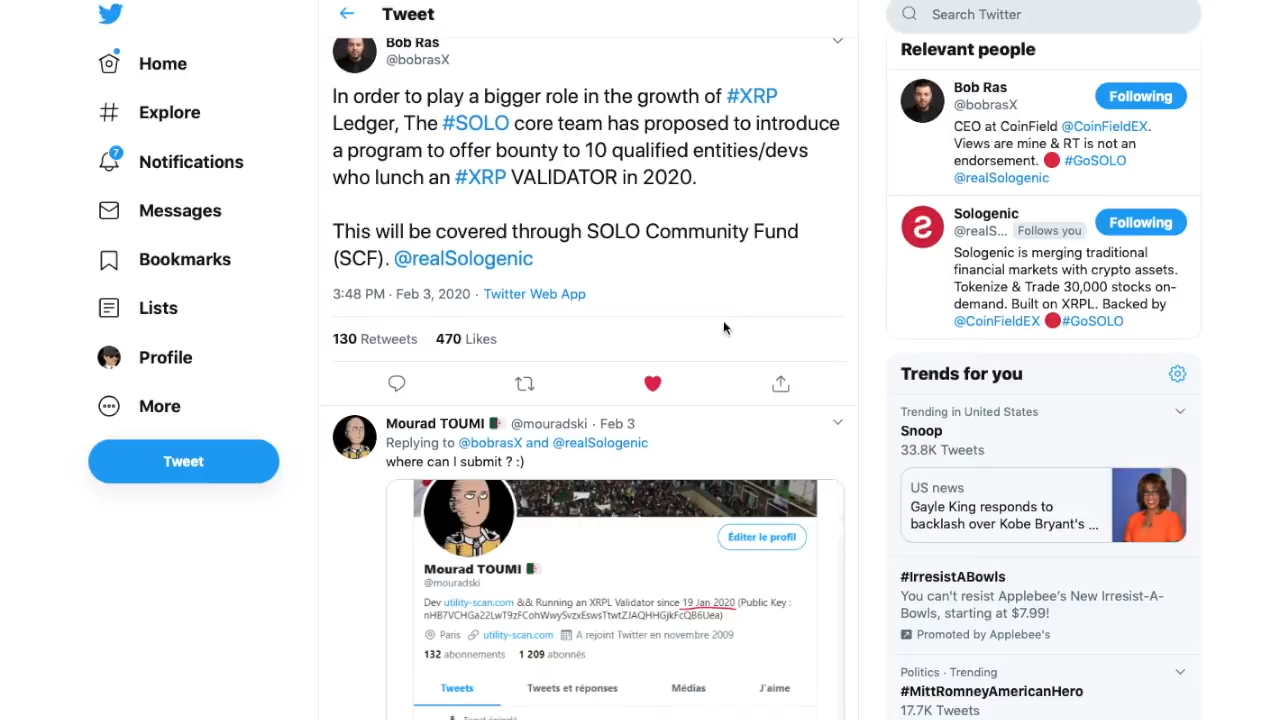 Tweet
Search Twitter
Home
Explore
7
Notifications
Messages
Bookmarks
Lists
Profile
More
Tweet
Bob Ras
@bobrasX
In order to play a bigger role in the growth of #XRP
Ledger, The #SOLO core team has proposed to introduce
a program to offer bounty to 10 qualified entities/devs
who lunch an #XRP VALIDATOR in 2020.
This will be covered through SOLO Community Fund
(SCF). @realSologenic
3:48 PM · Feb 3, 2020 · Twitter Web App
130 Retweets 470 Likes
Mourad TOUMI @mouradski · Feb 3
Replying to @bobrasX and @realSologenic
where can I submit ? :)
Éditer le profil
Mourad TOUMI
@mouradski
Dev utility-scan.com && Running an XRPL Validator since 19 Jan 2020 (Public Key :
Paris utility-scan.com A rejoint Twitter en novembre 2009
132 abonnements 1 209 abonnés
Tweets Tweets et réponses Médias J'aime
Relevant people
Bob Ras
@bobrasX
Following
CEO at CoinField @CoinFieldEX.
Views are mine & RT is not an
endorsement. #GoSOLO
@realSologenic
Sologenic
@realS... Follows you
Following
Sologenic is merging traditional
financial markets with crypto assets.
Tokenize & Trade 30,000 stocks on-
demand. Built on XRPL. Backed by
@CoinFieldEX #GoSOLO
Trends for you
Trending in United States
Snoop
33.8K Tweets
US news
Gayle King responds to
backlash over Kobe Bryant's ...
#IrresistABowls
You can't resist Applebee's New Irresist-A-
Bowls, starting at $7.99!
Promoted by Applebee's
Politics · Trending
#MittRomneyAmericanHero
17.7K Tweets